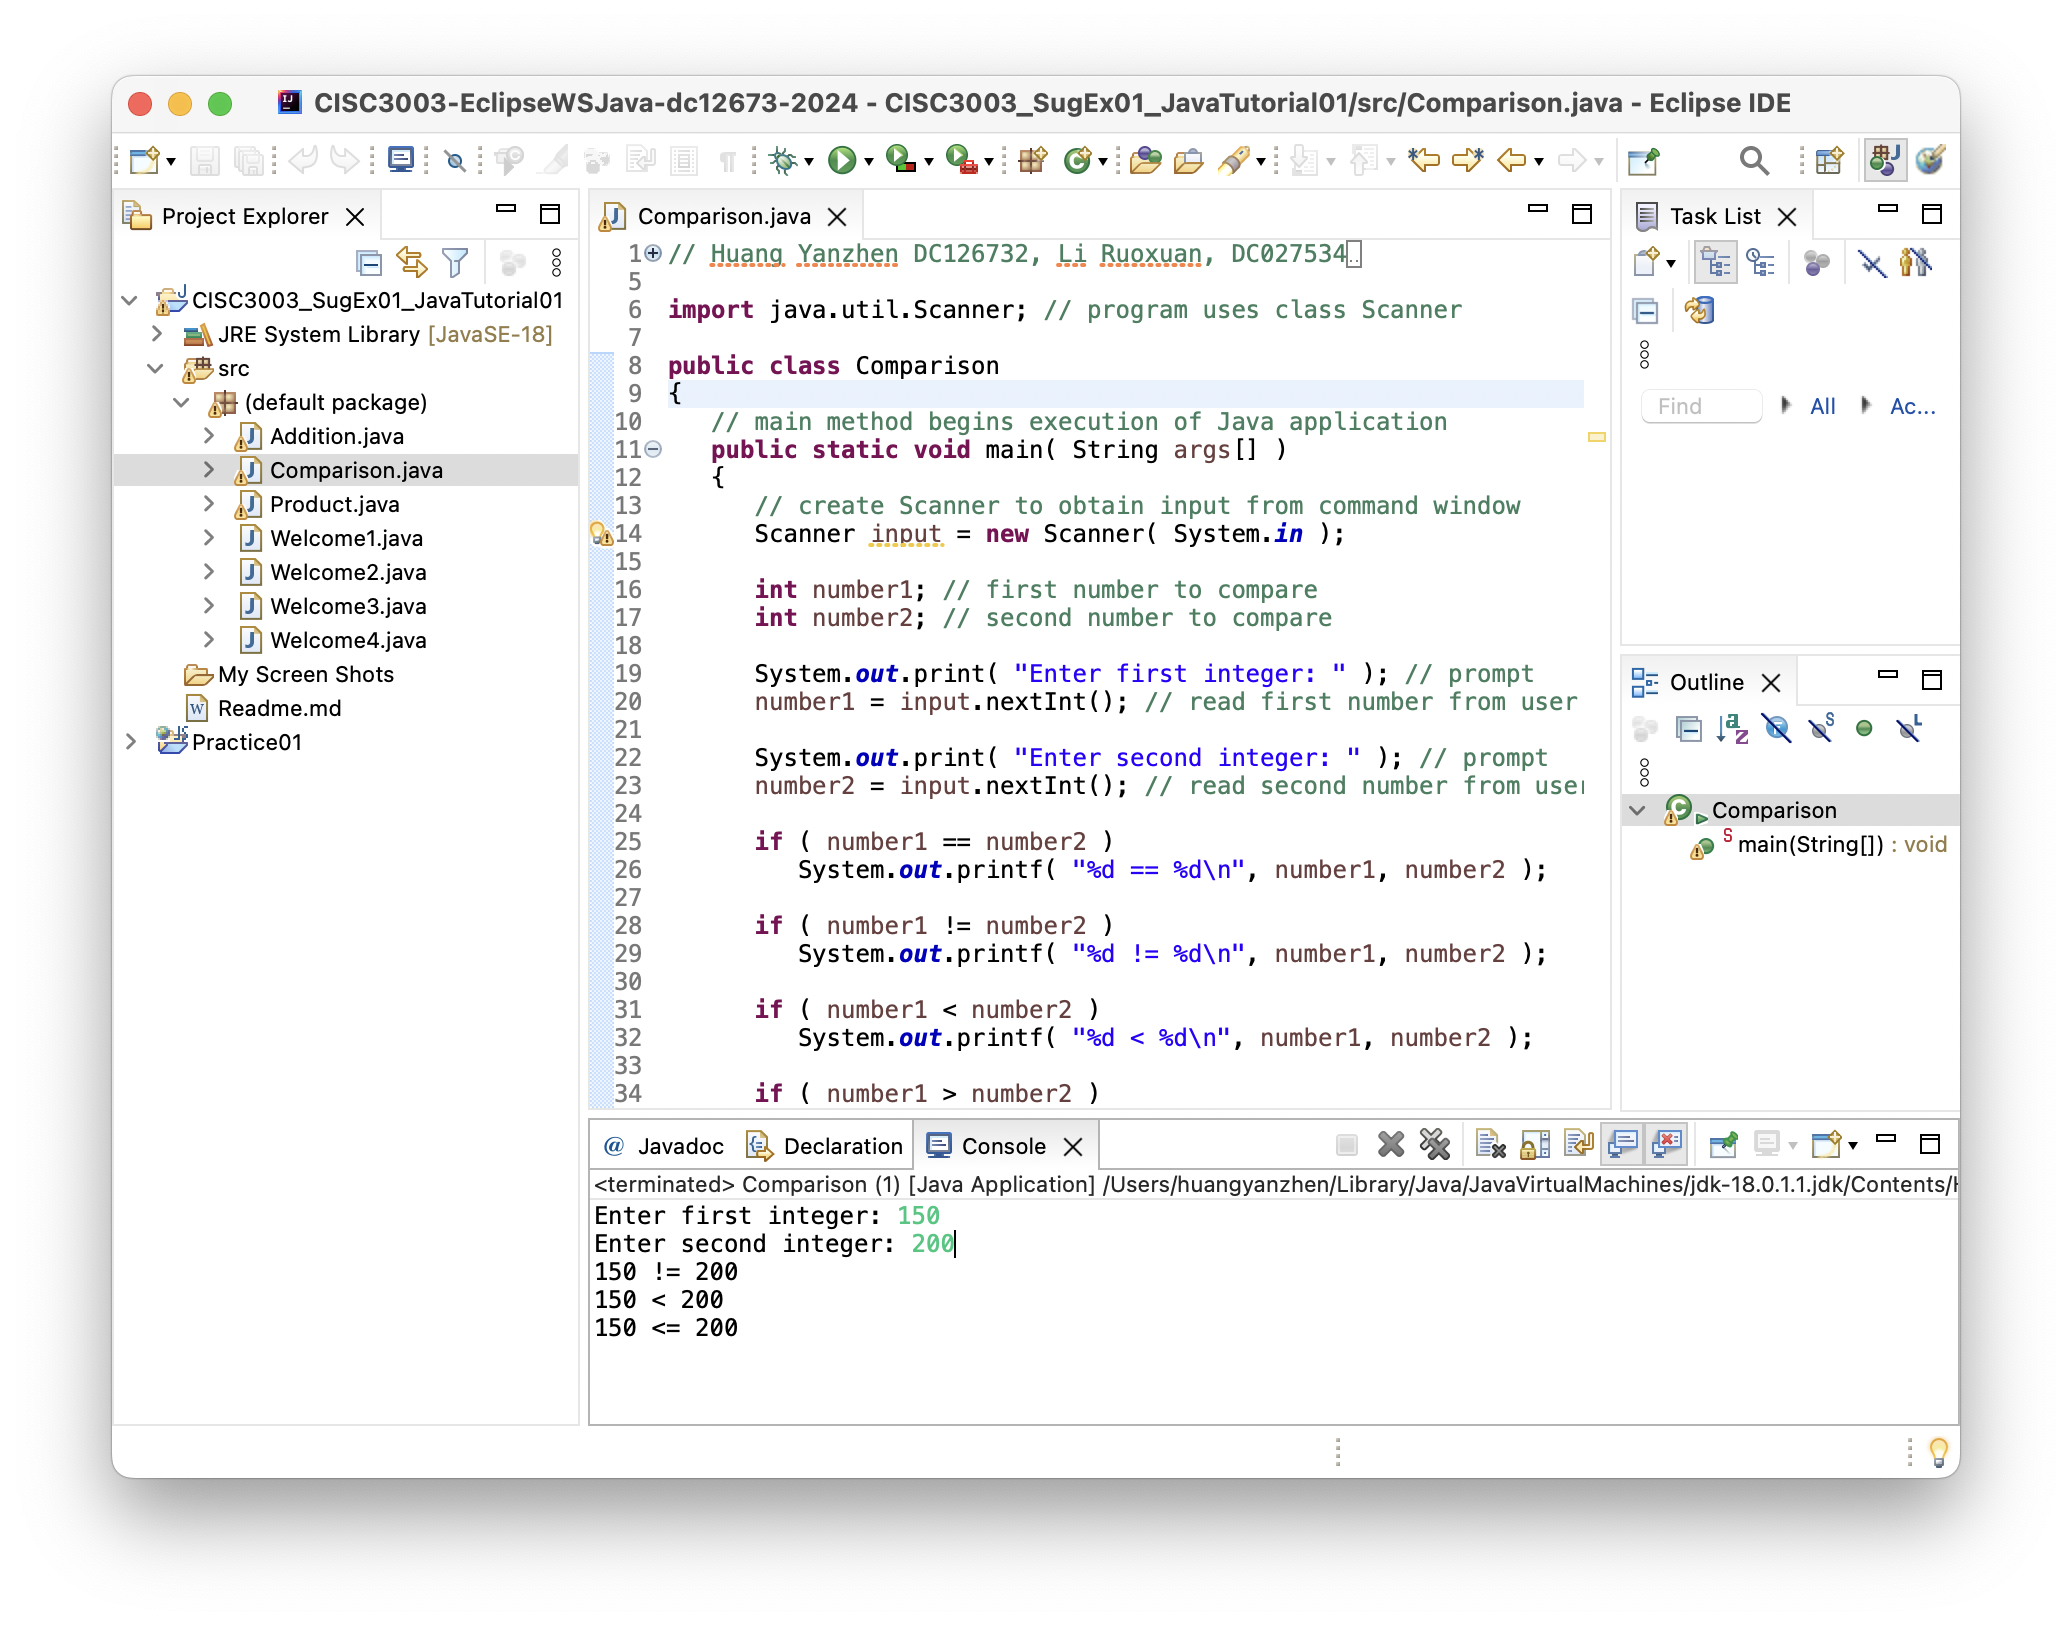 CISC3003-EclipseWSJava-dc12673-2024 - CISC3003_SugEx01_JavaTutorial01/src/Comparison.java - Eclipse IDE
Project Explorer
CISC3003_SugEx01_JavaTutorial01
JRE System Library [JavaSE-18]
src
(default package)
Addition.java
Comparison.java
Product.java
Welcome1.java
Welcome2.java
Welcome3.java
Welcome4.java
My Screen Shots
Readme.md
Practice01
Comparison.java
1 // Huang Yanzhen DC126732, Li Ruoxuan, DC027534..
5
6 import java.util.Scanner; // program uses class Scanner
7
8 public class Comparison
9 {
10 // main method begins execution of Java application
11 public static void main( String args[] )
12 {
13 // create Scanner to obtain input from command window
14 Scanner input = new Scanner( System.in );
15
16 int number1; // first number to compare
17 int number2; // second number to compare
18
19 System.out.print( "Enter first integer: " ); // prompt
20 number1 = input.nextInt(); // read first number from user
21
22 System.out.print( "Enter second integer: " ); // prompt
23 number2 = input.nextInt(); // read second number from user
24
25 if ( number1 == number2 )
26 System.out.printf( "%d == %d\n", number1, number2 );
27
28 if ( number1 != number2 )
29 System.out.printf( "%d != %d\n", number1, number2 );
30
31 if ( number1 < number2 )
32 System.out.printf( "%d < %d\n", number1, number2 );
33
34 if ( number1 > number2 )
Task List
Find All Ac...
Outline
Comparison
main(String[]) : void
@ Javadoc Declaration Console
<terminated> Comparison (1) [Java Application] /Users/huangyanzhen/Library/Java/JavaVirtualMachines/jdk-18.0.1.1.jdk/Contents/H
Enter first integer: 150
Enter second integer: 200
150 != 200
150 < 200
150 <= 200